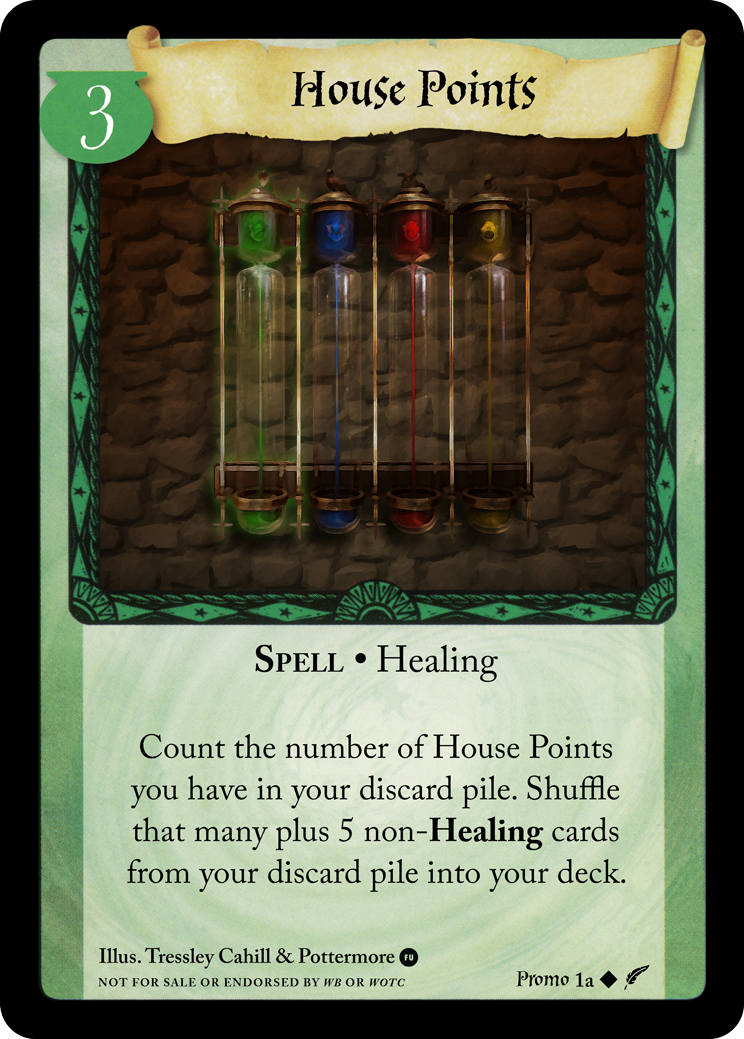 House Points
3
Spell • Healing
Count the number of House Points
you have in your discard pile. Shuffle
that many plus 5 non-Healing cards
from your discard pile into your deck.
Illus. Tressley Cahill & Pottermore FU
NOT FOR SALE OR ENDORSED BY WB OR WOTC
Promo 1a